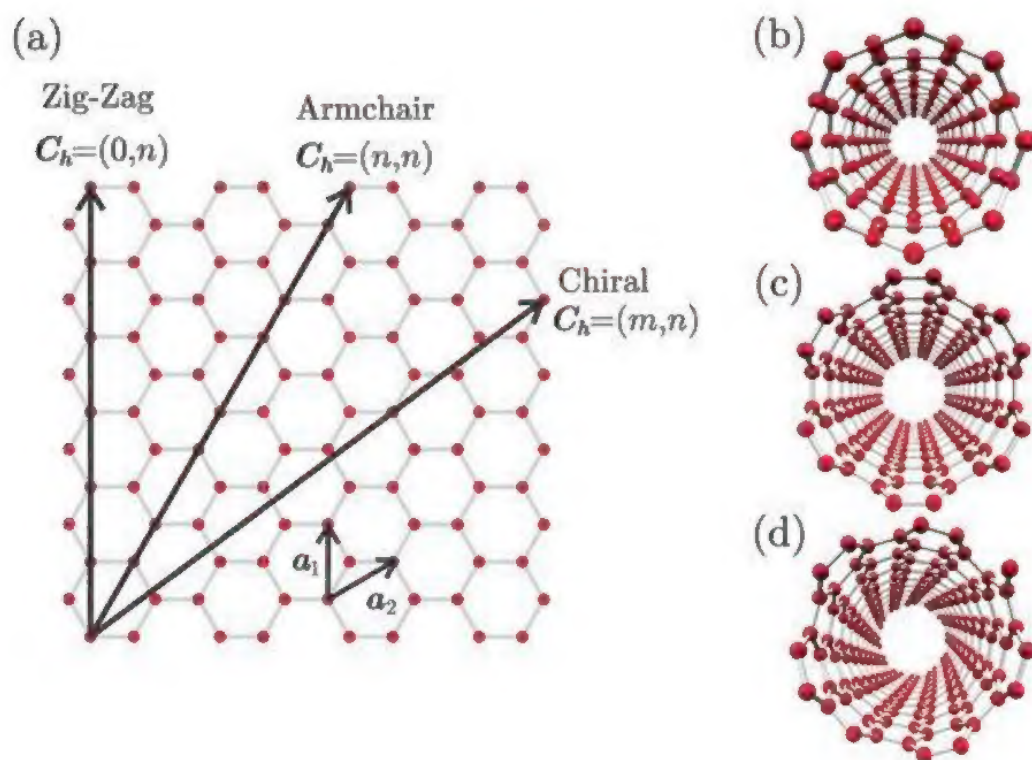 (a)
Zig-Zag
C_h=(0,n)
Armchair
C_h=(n,n)
Chiral
C_h=(m,n)
a_1
a_2
(b)
(c)
(d)